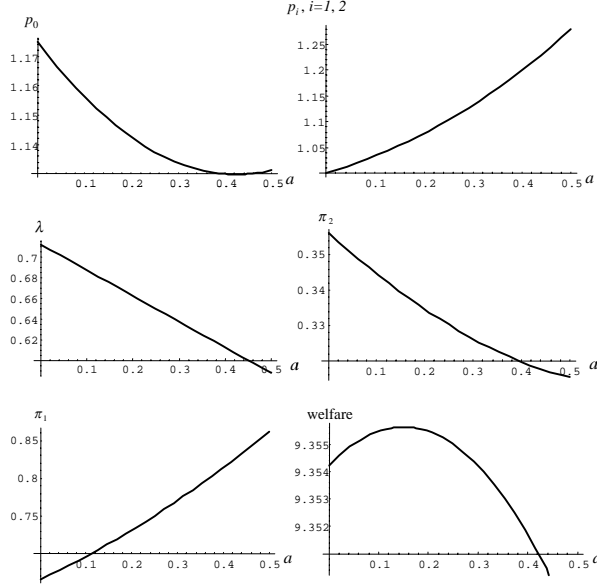 p₀
1.17
1.16
1.15
1.14
0.1 0.2 0.3 0.4 0.5 a
pᵢ, i=1, 2
1.25
1.2
1.15
1.1
1.05
0.1 0.2 0.3 0.4 0.5 a
λ
0.7
0.68
0.66
0.64
0.62
0.1 0.2 0.3 0.4 0.5 a
π₂
0.35
0.34
0.33
0.1 0.2 0.3 0.4 0.5 a
π₁
0.85
0.8
0.75
0.1 0.2 0.3 0.4 0.5 a
welfare
9.355
9.354
9.353
9.352
0.1 0.2 0.3 0.4 0.5 a